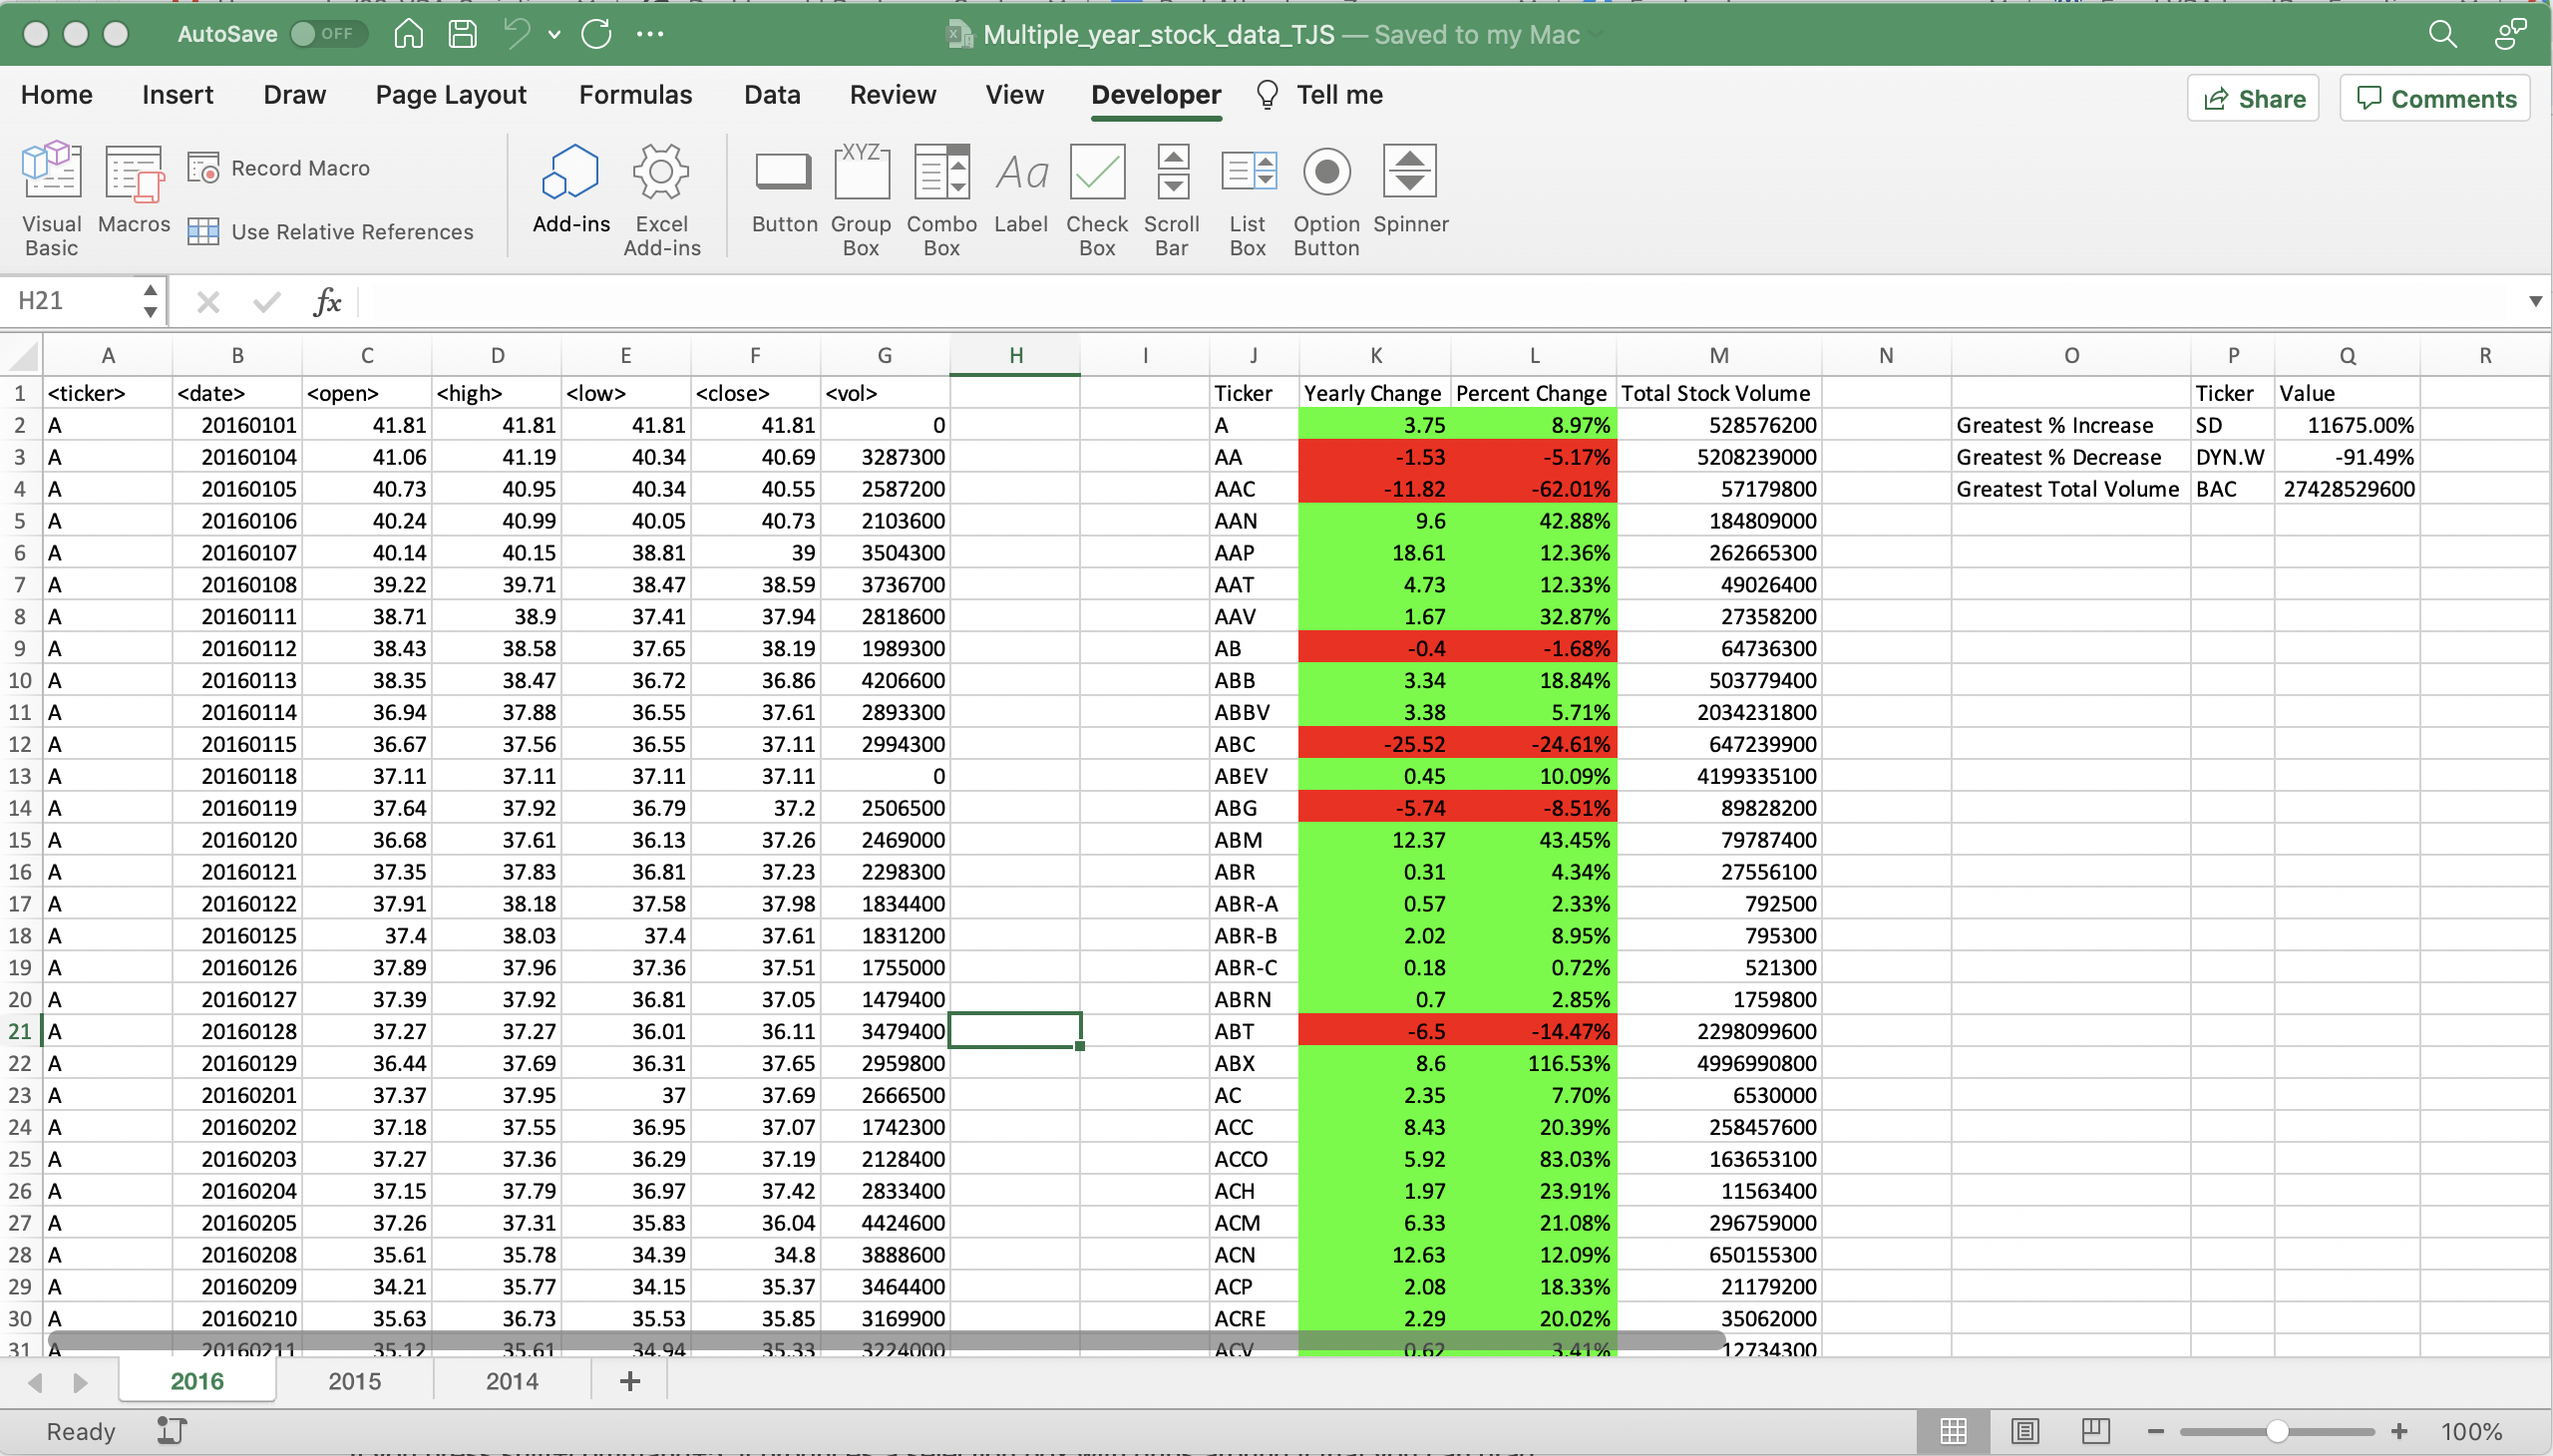 AutoSave OFF Multiple_year_stock_data_TJS — Saved to my Mac
Home Insert Draw Page Layout Formulas Data Review View Developer Tell me Share Comments
Visual Basic Macros Record Macro Use Relative References Add-ins Excel Add-ins Button Group Box XYZ Combo Box Aa Label Check Box Scroll Bar List Box Option Button Spinner
H21 fx
A B C D E F G H I J K L M N O P Q R
1 <ticker> <date> <open> <high> <low> <close> <vol> Ticker Yearly Change Percent Change Total Stock Volume Ticker Value
2 A 20160101 41.81 41.81 41.81 41.81 0 A 3.75 8.97% 528576200 Greatest % Increase SD 11675.00%
3 A 20160104 41.06 41.19 40.34 40.69 3287300 AA -1.53 -5.17% 5208239000 Greatest % Decrease DYN.W -91.49%
4 A 20160105 40.73 40.95 40.34 40.55 2587200 AAC -11.82 -62.01% 57179800 Greatest Total Volume BAC 27428529600
5 A 20160106 40.24 40.99 40.05 40.73 2103600 AAN 9.6 42.88% 184809000
6 A 20160107 40.14 40.15 38.81 39 3504300 AAP 18.61 12.36% 262665300
7 A 20160108 39.22 39.71 38.47 38.59 3736700 AAT 4.73 12.33% 49026400
8 A 20160111 38.71 38.9 37.41 37.94 2818600 AAV 1.67 32.87% 27358200
9 A 20160112 38.43 38.58 37.65 38.19 1989300 AB -0.4 -1.68% 64736300
10 A 20160113 38.35 38.47 36.72 36.86 4206600 ABB 3.34 18.84% 503779400
11 A 20160114 36.94 37.88 36.55 37.61 2893300 ABBV 3.38 5.71% 2034231800
12 A 20160115 36.67 37.56 36.55 37.11 2994300 ABC -25.52 -24.61% 647239900
13 A 20160118 37.11 37.11 37.11 37.11 0 ABEV 0.45 10.09% 4199335100
14 A 20160119 37.64 37.92 36.79 37.2 2506500 ABG -5.74 -8.51% 89828200
15 A 20160120 36.68 37.61 36.13 37.26 2469000 ABM 12.37 43.45% 79787400
16 A 20160121 37.35 37.83 36.81 37.23 2298300 ABR 0.31 4.34% 27556100
17 A 20160122 37.91 38.18 37.58 37.98 1834400 ABR-A 0.57 2.33% 792500
18 A 20160125 37.4 38.03 37.4 37.61 1831200 ABR-B 2.02 8.95% 795300
19 A 20160126 37.89 37.96 37.36 37.51 1755000 ABR-C 0.18 0.72% 521300
20 A 20160127 37.39 37.92 36.81 37.05 1479400 ABRN 0.7 2.85% 1759800
21 A 20160128 37.27 37.27 36.01 36.11 3479400 ABT -6.5 -14.47% 2298099600
22 A 20160129 36.44 37.69 36.31 37.65 2959800 ABX 8.6 116.53% 4996990800
23 A 20160201 37.37 37.95 37 37.69 2666500 AC 2.35 7.70% 6530000
24 A 20160202 37.18 37.55 36.95 37.07 1742300 ACC 8.43 20.39% 258457600
25 A 20160203 37.27 37.36 36.29 37.19 2128400 ACCO 5.92 83.03% 163653100
26 A 20160204 37.15 37.79 36.97 37.42 2833400 ACH 1.97 23.91% 11563400
27 A 20160205 37.26 37.31 35.83 36.04 4424600 ACM 6.33 21.08% 296759000
28 A 20160208 35.61 35.78 34.39 34.8 3888600 ACN 12.63 12.09% 650155300
29 A 20160209 34.21 35.77 34.15 35.37 3464400 ACP 2.08 18.33% 21179200
30 A 20160210 35.63 36.73 35.53 35.85 3169900 ACRE 2.29 20.02% 35062000
31 A 20160211 35.12 35.61 34.94 35.33 3224000 ACV 0.62 3.41% 12734300
2016 2015 2014 +
Ready 100%